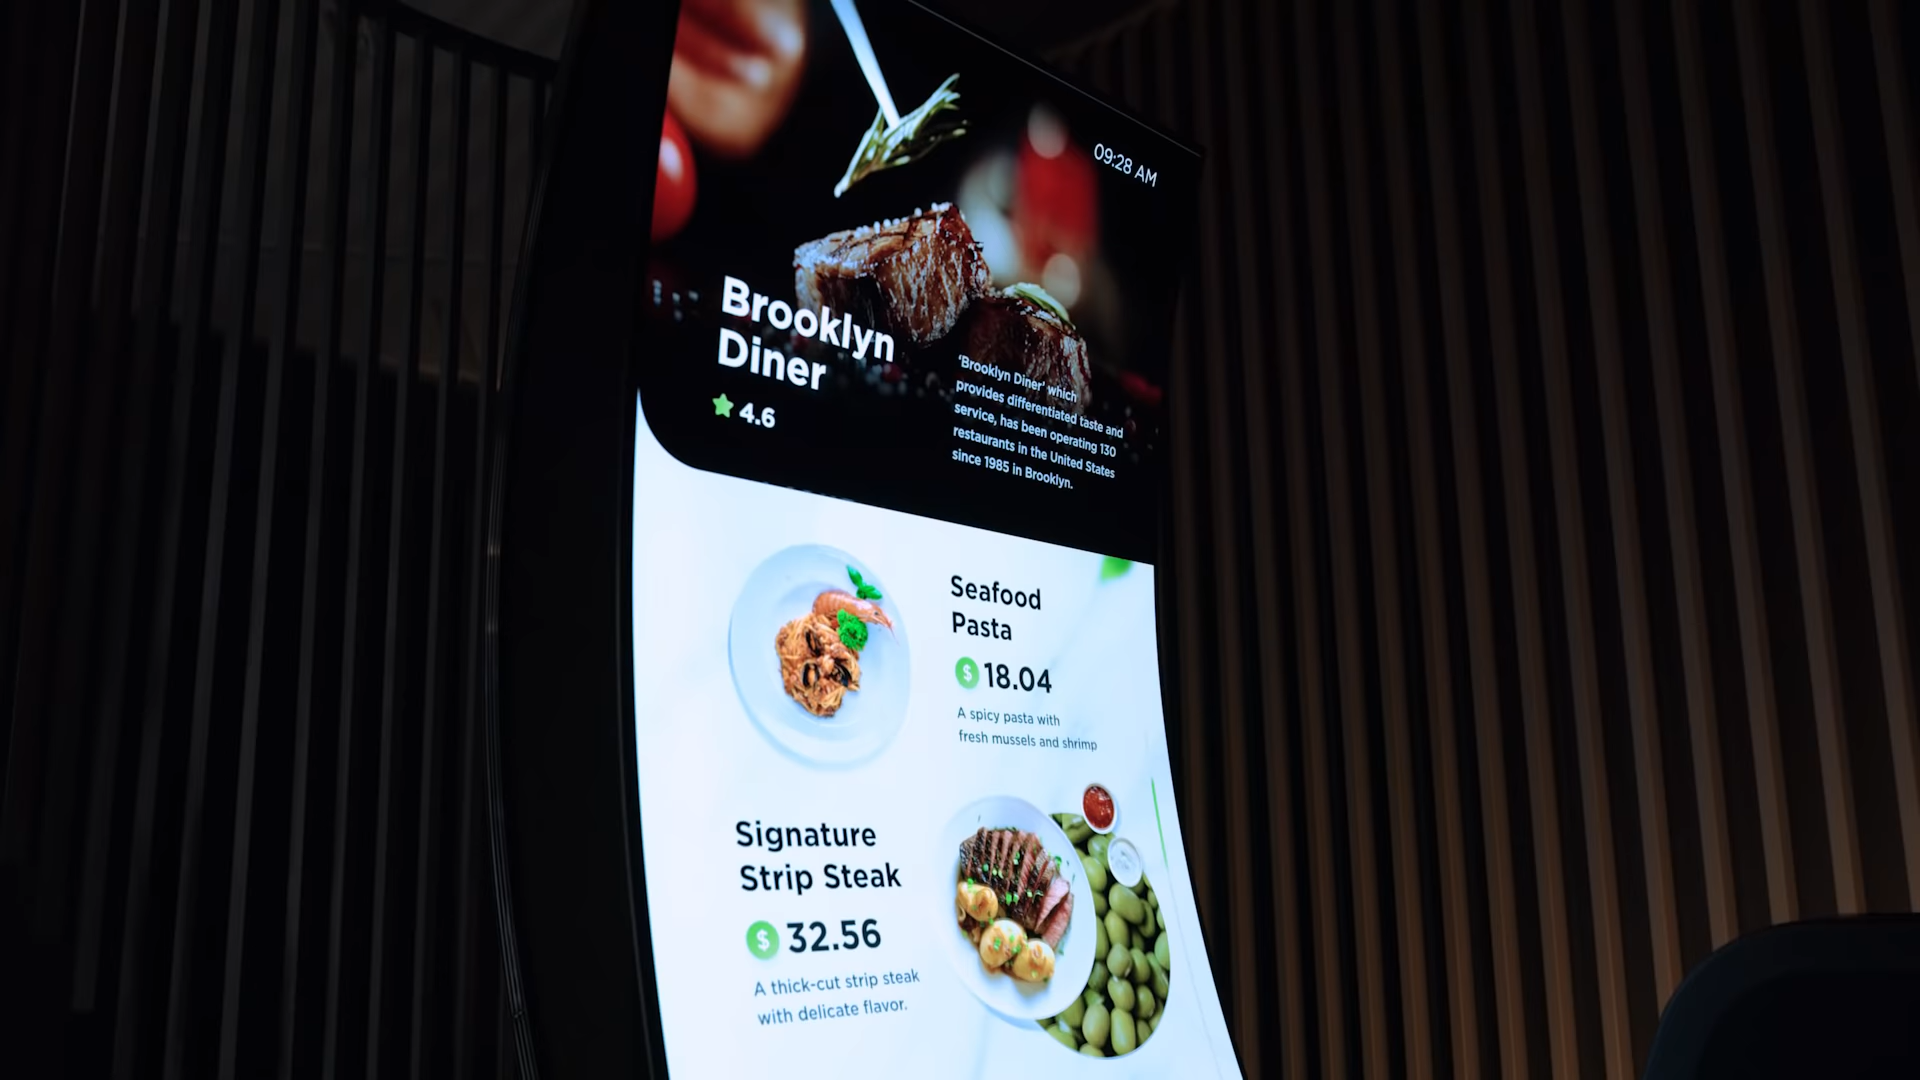 09:28 AM
Brooklyn
Diner
4.6
‘Brooklyn Diner’ which
provides differentiated taste and
service, has been operating 130
restaurants in the United States
since 1985 in Brooklyn.
Seafood
Pasta
$ 18.04
A spicy pasta with
fresh mussels and shrimp
Signature
Strip Steak
$ 32.56
A thick-cut strip steak
with delicate flavor.